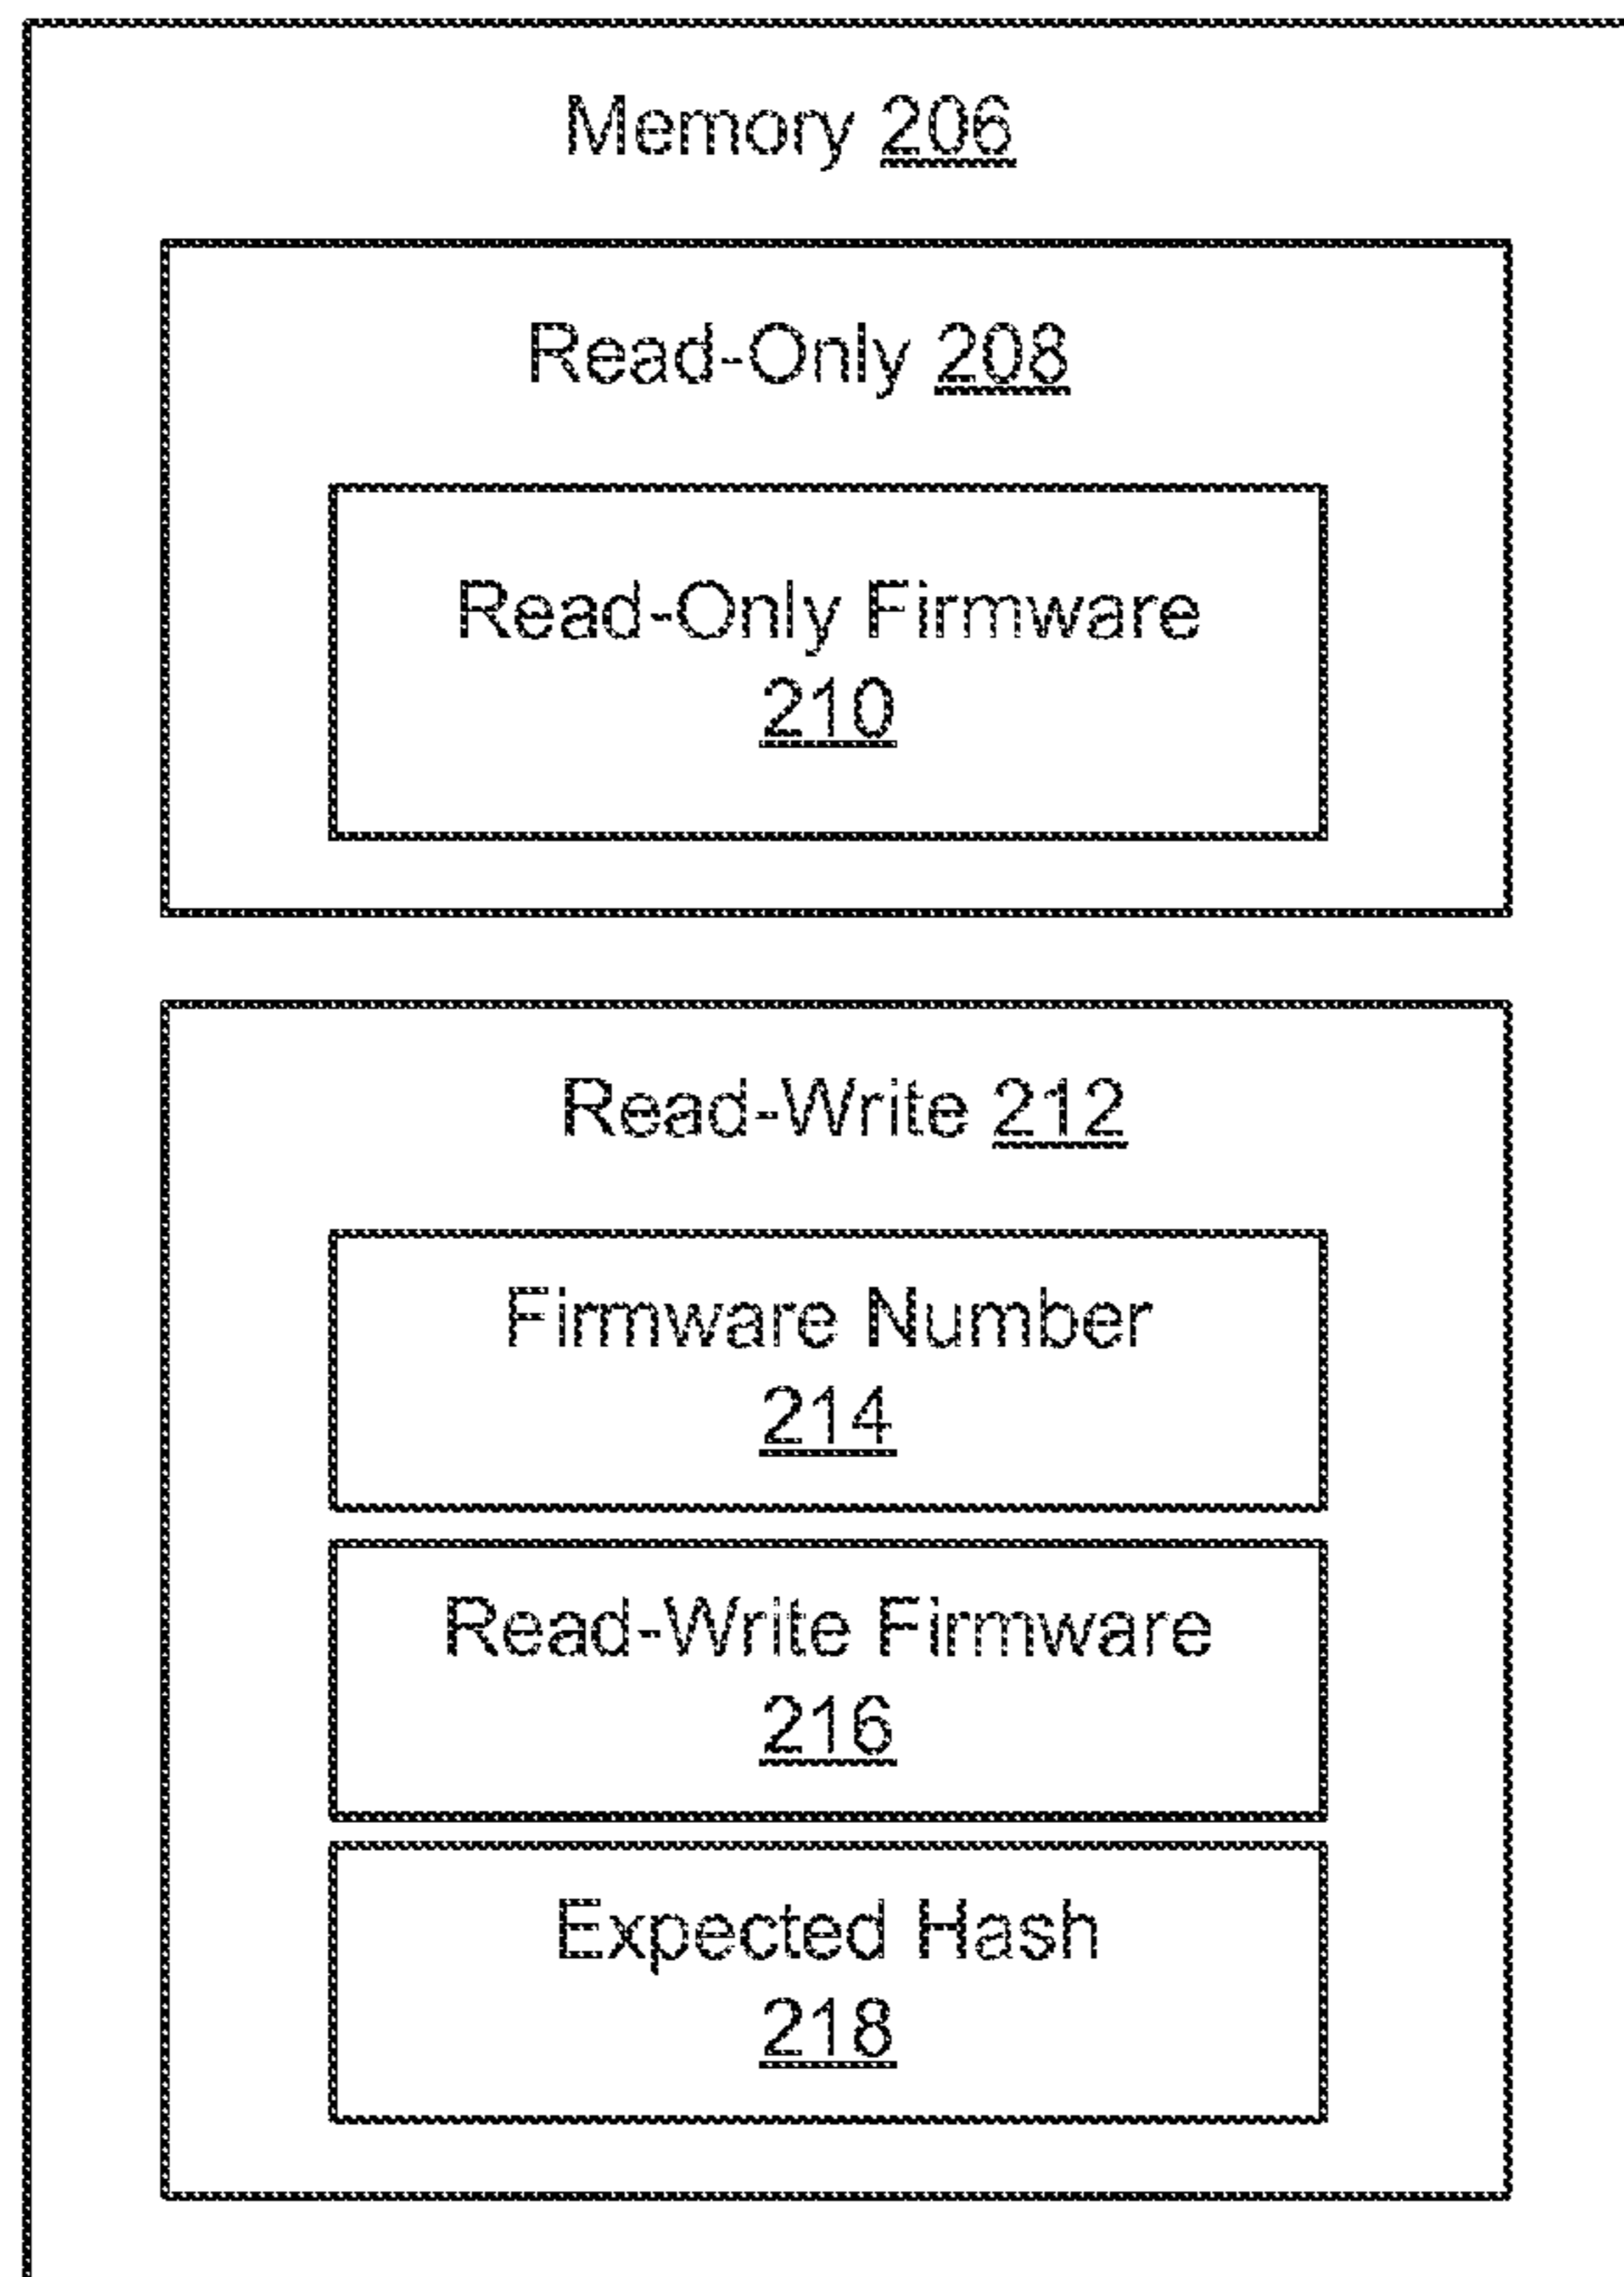 Memory 206
Read-Only 208
Read-Only Firmware
210
Read-Write 212
Firmware Number
214
Read-Write Firmware
216
Expected Hash
218